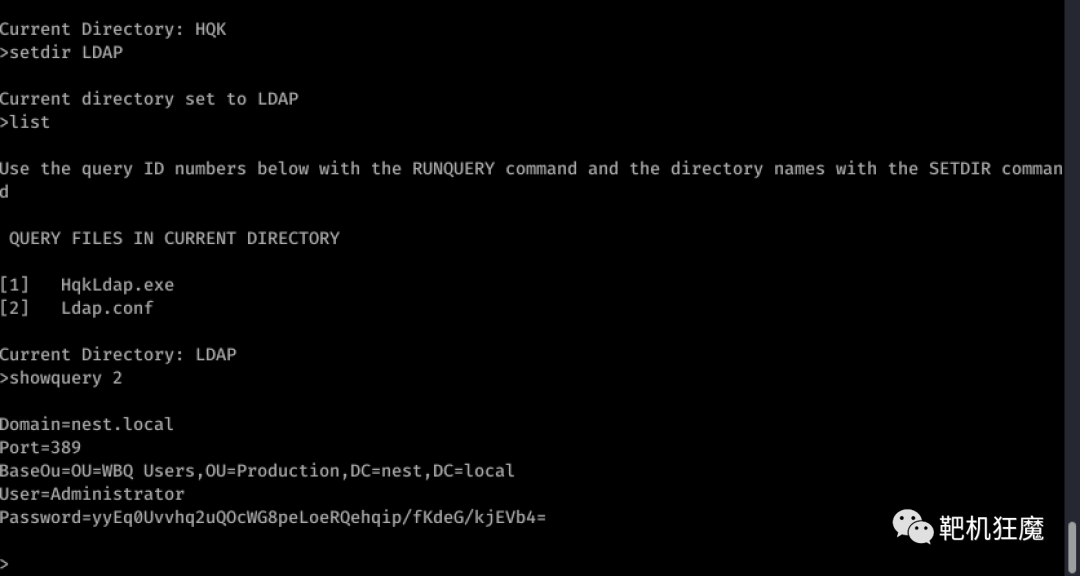 Current Directory: HQK
>setdir LDAP
Current directory set to LDAP
>list
Use the query ID numbers below with the RUNQUERY command and the directory names with the SETDIR comman
d
QUERY FILES IN CURRENT DIRECTORY
[1]   HqkLdap.exe
[2]   Ldap.conf
Current Directory: LDAP
>showquery 2
Domain=nest.local
Port=389
BaseOu=OU=WBQ Users,OU=Production,DC=nest,DC=local
User=Administrator
Password=yyEq0Uvvhq2uQOcWG8peLoeRQehqip/fKdeG/kjEVb4=
>
靶机狂魔